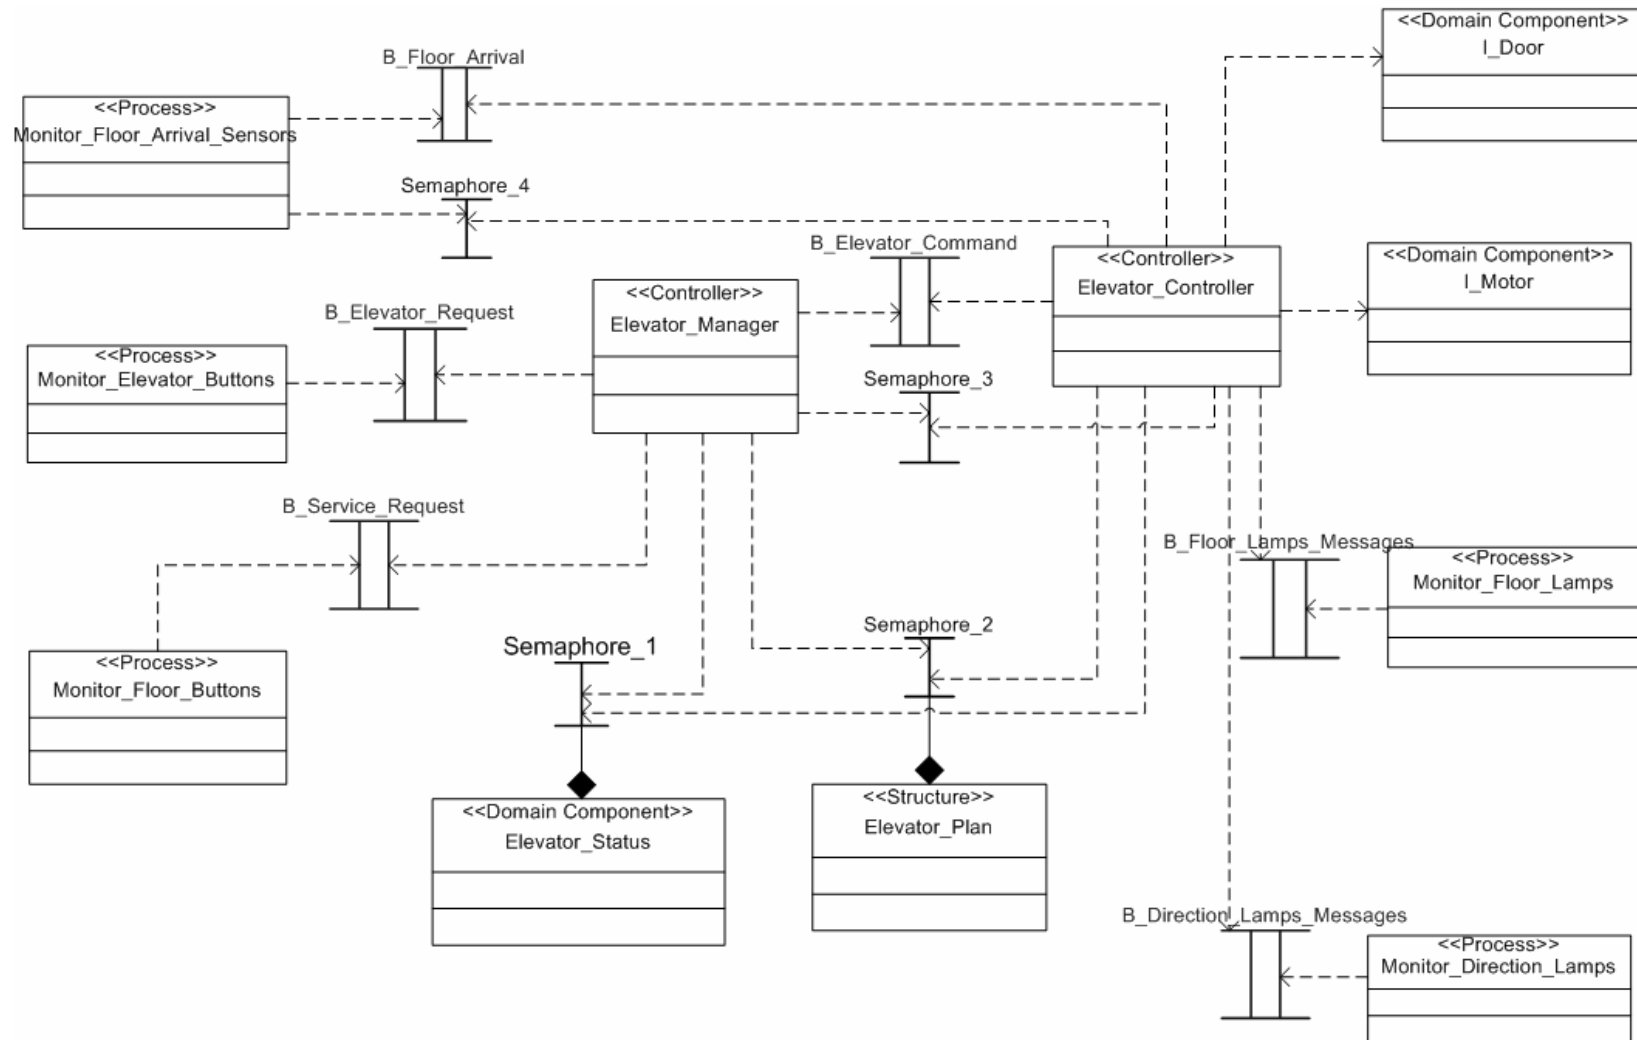 <<Domain Component>>
I_Door
B_Floor_Arrival
<<Process>>
Monitor_Floor_Arrival_Sensors
Semaphore_4
B_Elevator_Command
<<Controller>>
Elevator_Controller
<<Domain Component>>
I_Motor
<<Controller>>
Elevator_Manager
B_Elevator_Request
<<Process>>
Monitor_Elevator_Buttons
Semaphore_3
B_Service_Request
B_Floor_Lamps_Messages
<<Process>>
Monitor_Floor_Lamps
Semaphore_2
Semaphore_1
<<Process>>
Monitor_Floor_Buttons
<<Domain Component>>
Elevator_Status
<<Structure>>
Elevator_Plan
B_Direction_Lamps_Messages
<<Process>>
Monitor_Direction_Lamps